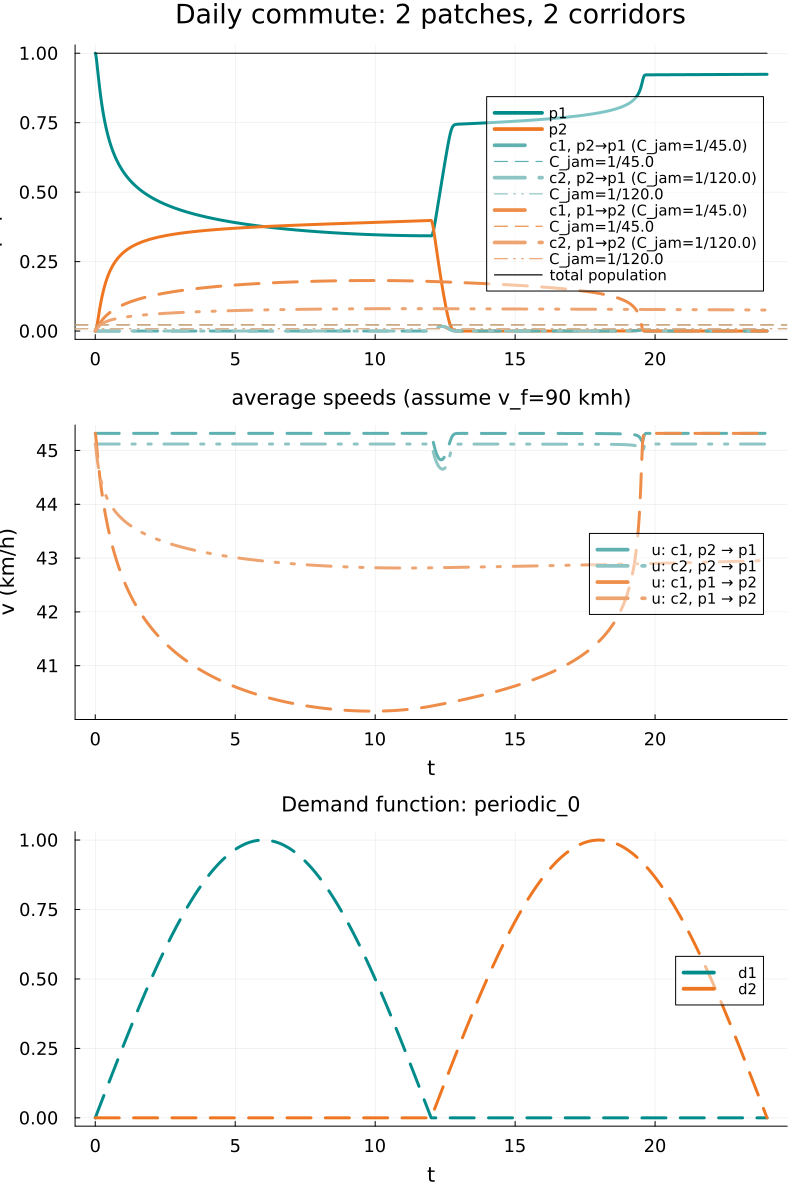 Daily commute: 2 patches, 2 corridors
1.00
0.75
0.50
0.25
0.00
p1
p2
c1, p2→p1 (C_jam=1/45.0)
C_jam=1/45.0
c2, p2→p1 (C_jam=1/120.0)
C_jam=1/120.0
c1, p1→p2 (C_jam=1/45.0)
C_jam=1/45.0
c2, p1→p2 (C_jam=1/120.0)
C_jam=1/120.0
total population
0 5 10 15 20
average speeds (assume v_f=90 kmh)
v (km/h)
45
44
43
42
41
u: c1, p2 → p1
u: c2, p2 → p1
u: c1, p1 → p2
u: c2, p1 → p2
0 5 10 15 20
t
Demand function: periodic_0
1.00
0.75
0.50
0.25
0.00
d1
d2
0 5 10 15 20
t